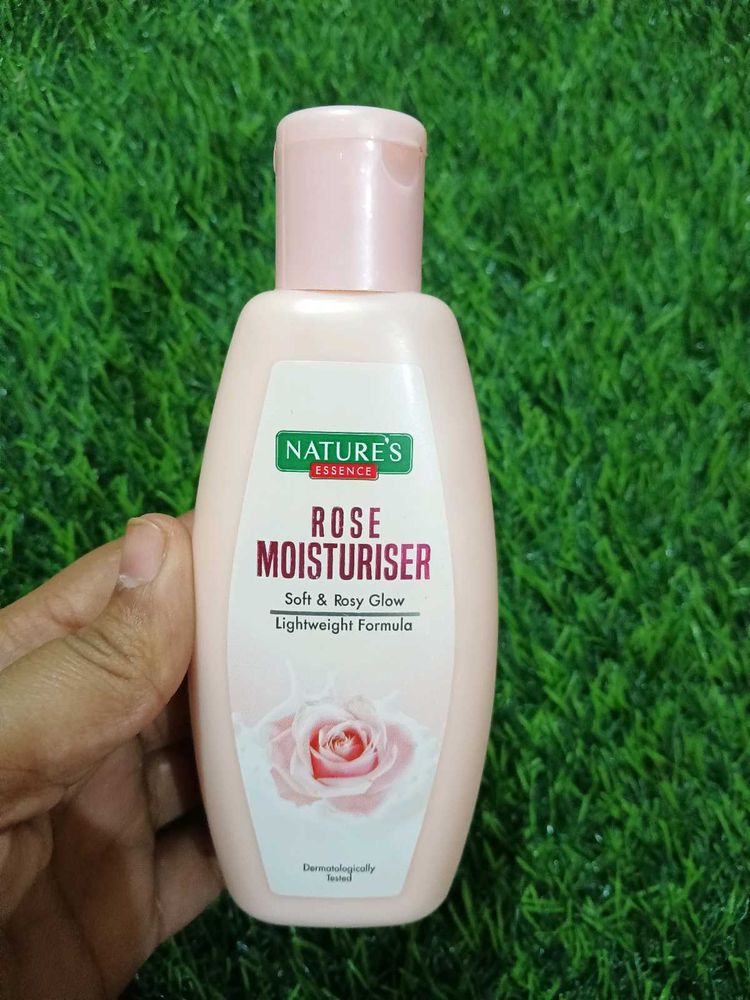 NATURE'S
ESSENCE
ROSE
MOISTURISER
Soft & Rosy Glow
Lightweight Formula
Dermatologically
Tested